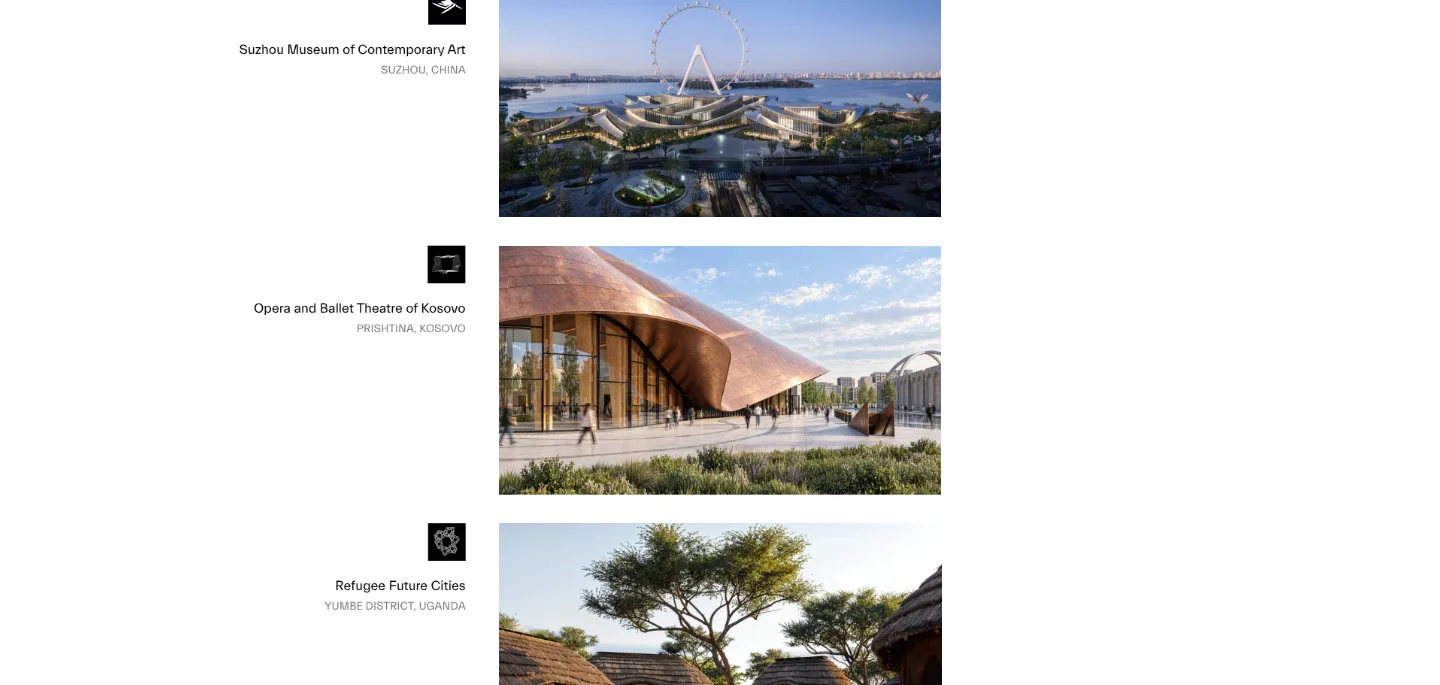 Suzhou Museum of Contemporary Art
SUZHOU, CHINA
Opera and Ballet Theatre of Kosovo
PRISHTINA, KOSOVO
Refugee Future Cities
YUMBE DISTRICT, UGANDA